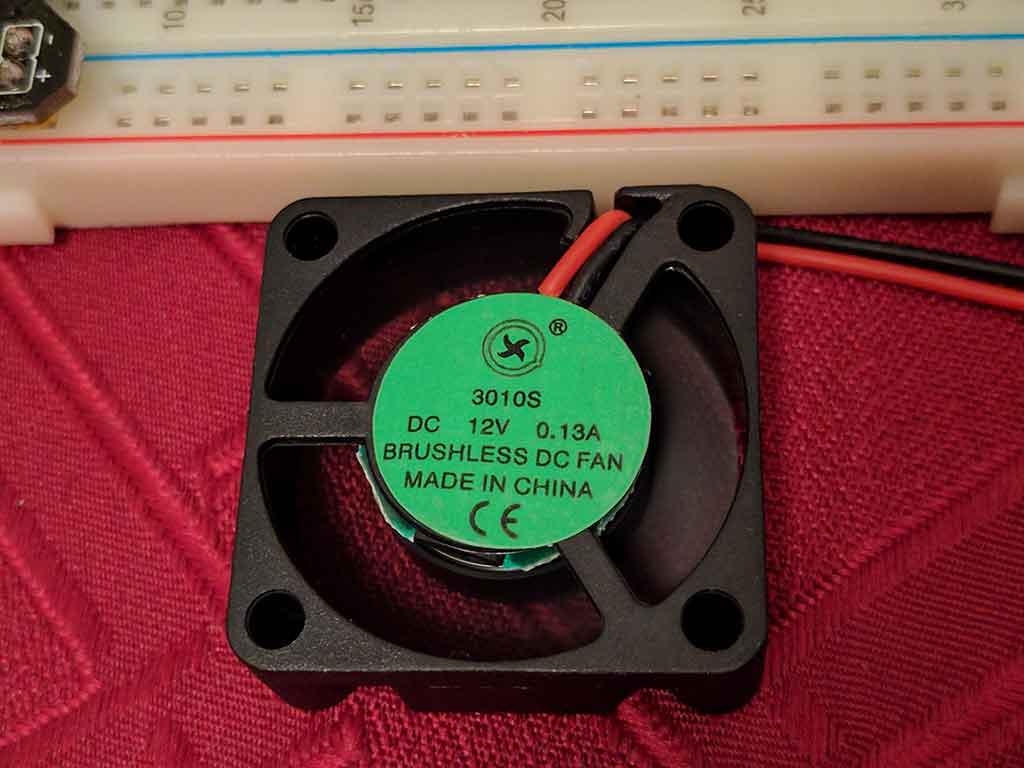 10
15
20
25
-
+
®
3010S
DC 12V 0.13A
BRUSHLESS DC FAN
MADE IN CHINA
CE